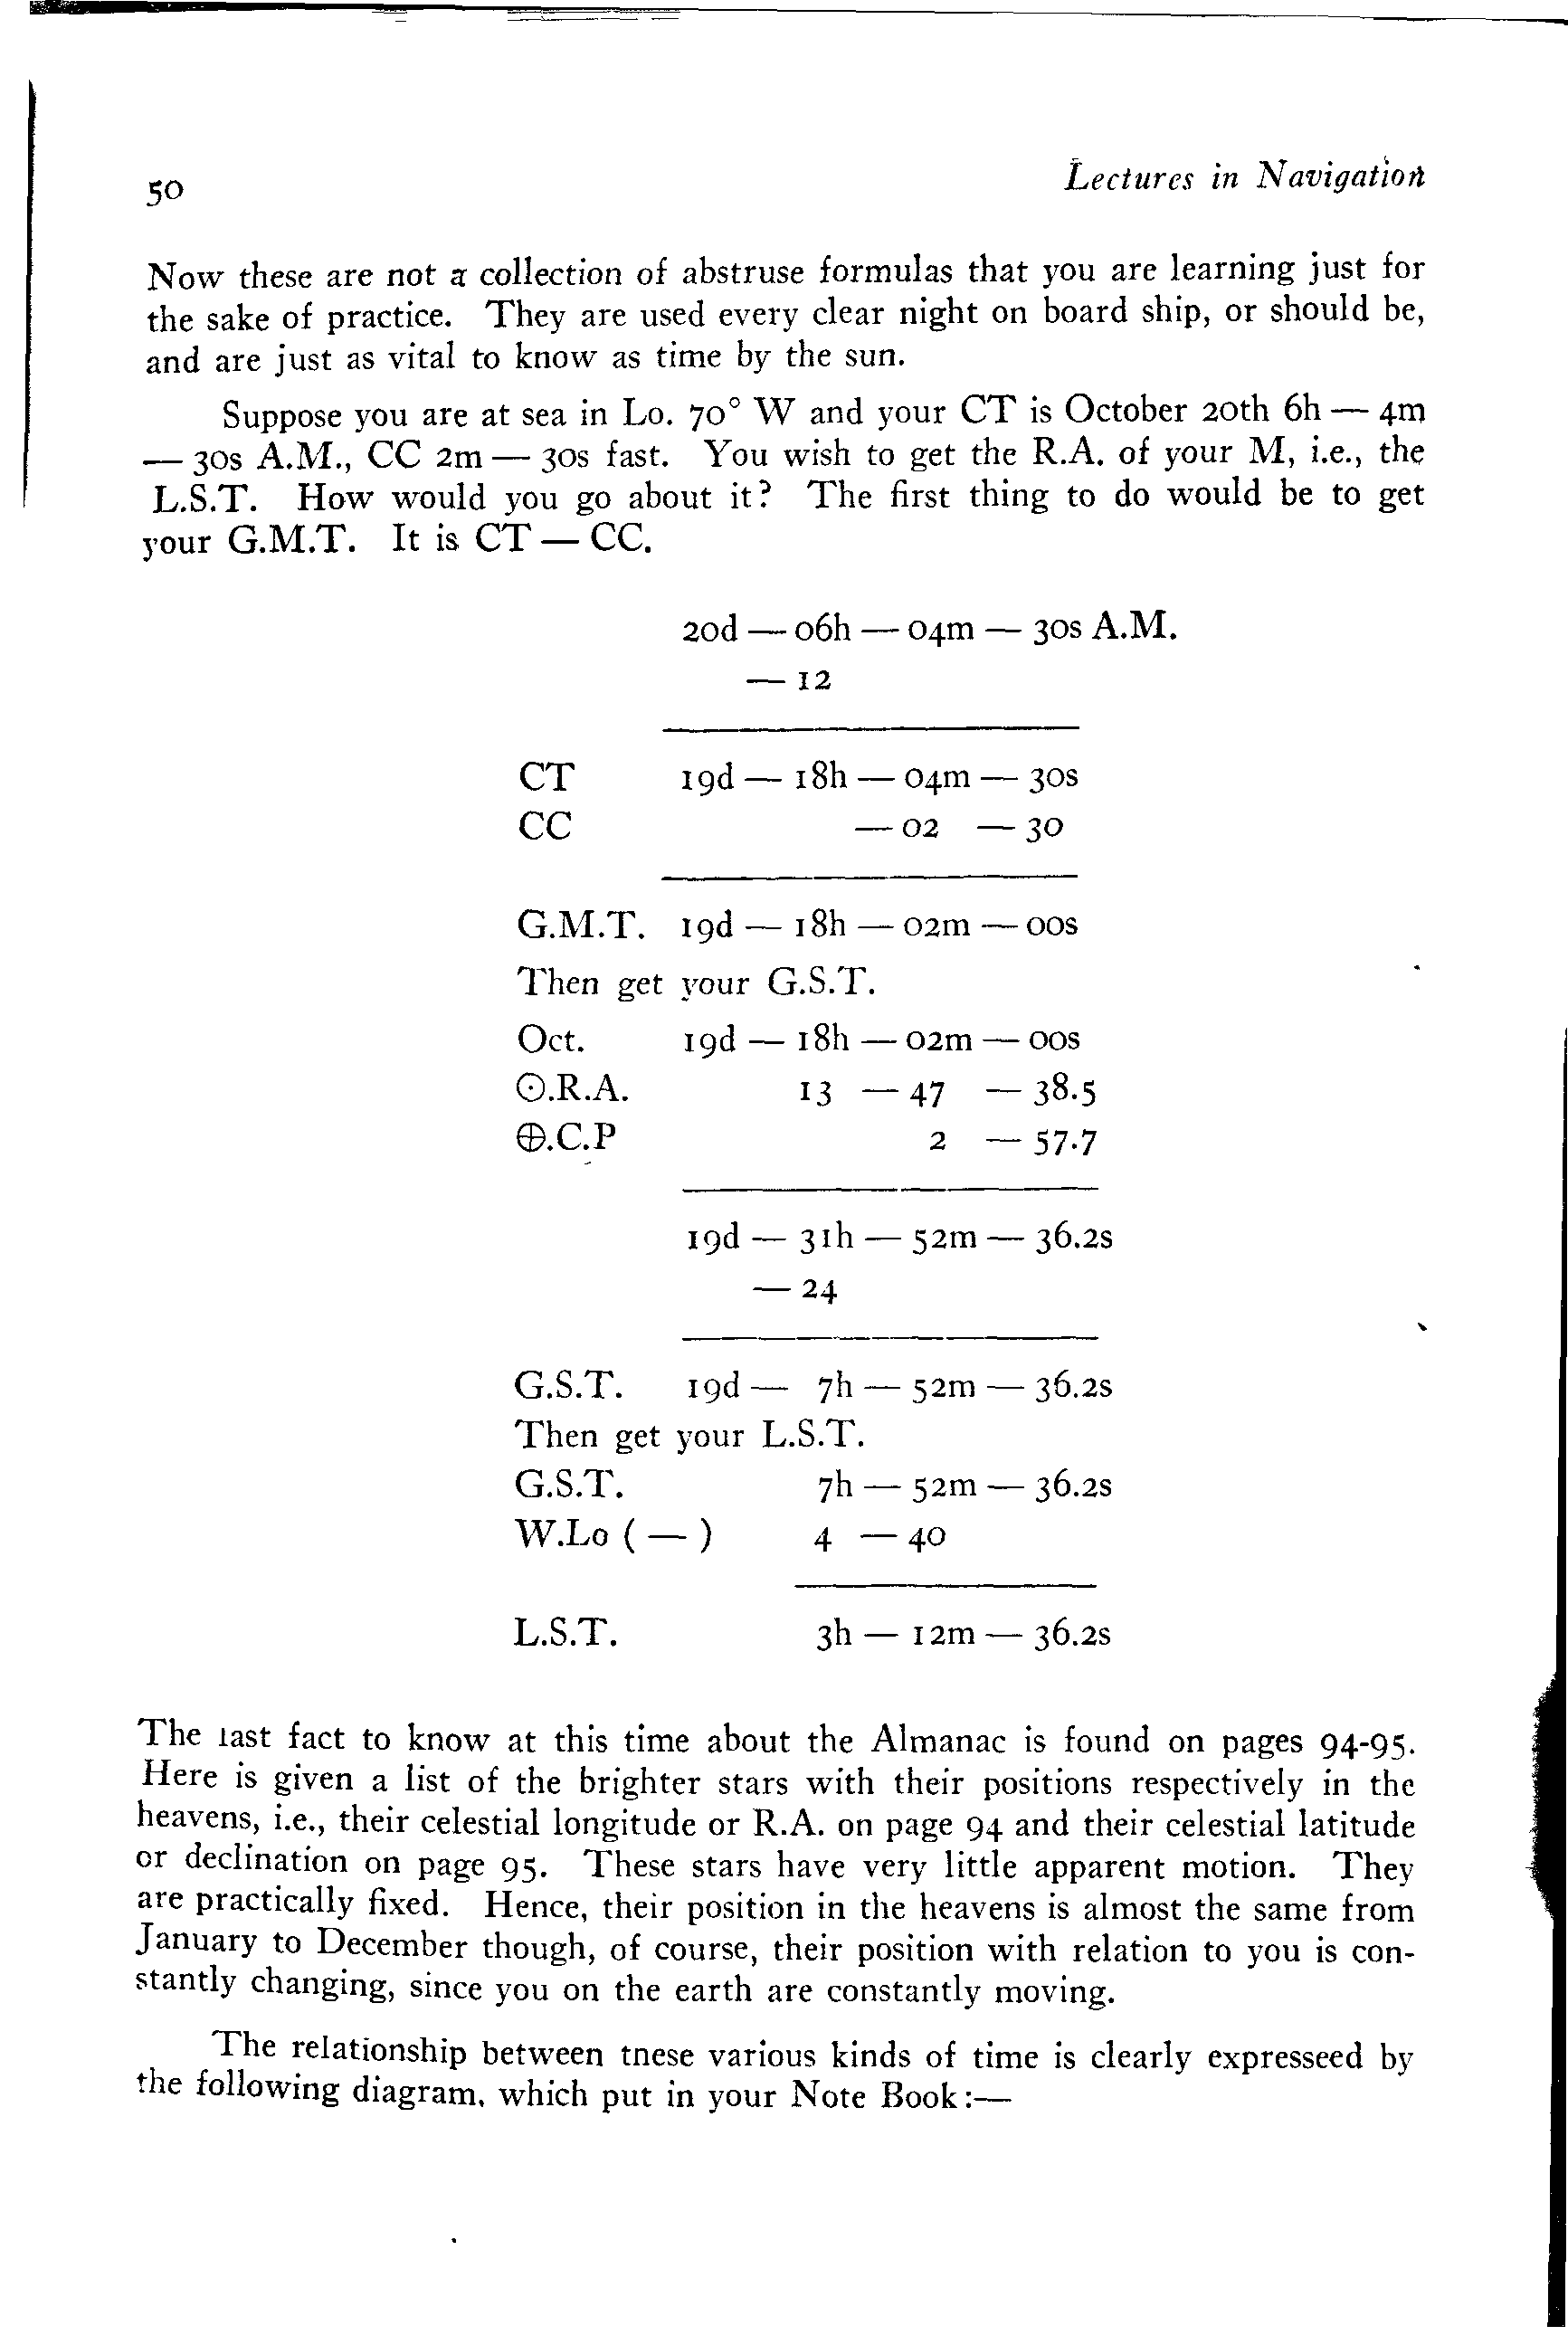 50 Lectures in Navigation
Now these are not a collection of abstruse formulas that you are learning just for
the sake of practice. They are used every clear night on board ship, or should be,
and are just as vital to know as time by the sun.
Suppose you are at sea in Lo. 70° W and your CT is October 20th 6h — 4m
— 30s A.M., CC 2m — 30s fast. You wish to get the R.A. of your M, i.e., the
L.S.T. How would you go about it? The first thing to do would be to get
your G.M.T. It is CT — CC.
20d — 06h — 04m — 30s A.M.
— 12
CT 19d — 18h — 04m — 30s
CC — 02 — 30
G.M.T. 19d — 18h — 02m — 00s
Then get your G.S.T.
Oct. 19d — 18h — 02m — 00s
☉.R.A. 13 — 47 — 38.5
⊕.C.P 2 — 57.7
19d — 31h — 52m — 36.2s
— 24
G.S.T. 19d — 7h — 52m — 36.2s
Then get your L.S.T.
G.S.T. 7h — 52m — 36.2s
W.Lo ( — ) 4 — 40
L.S.T. 3h — 12m — 36.2s
The last fact to know at this time about the Almanac is found on pages 94-95.
Here is given a list of the brighter stars with their positions respectively in the
heavens, i.e., their celestial longitude or R.A. on page 94 and their celestial latitude
or declination on page 95. These stars have very little apparent motion. They
are practically fixed. Hence, their position in the heavens is almost the same from
January to December though, of course, their position with relation to you is con-
stantly changing, since you on the earth are constantly moving.
The relationship between tnese various kinds of time is clearly expresseed by
the following diagram, which put in your Note Book:—